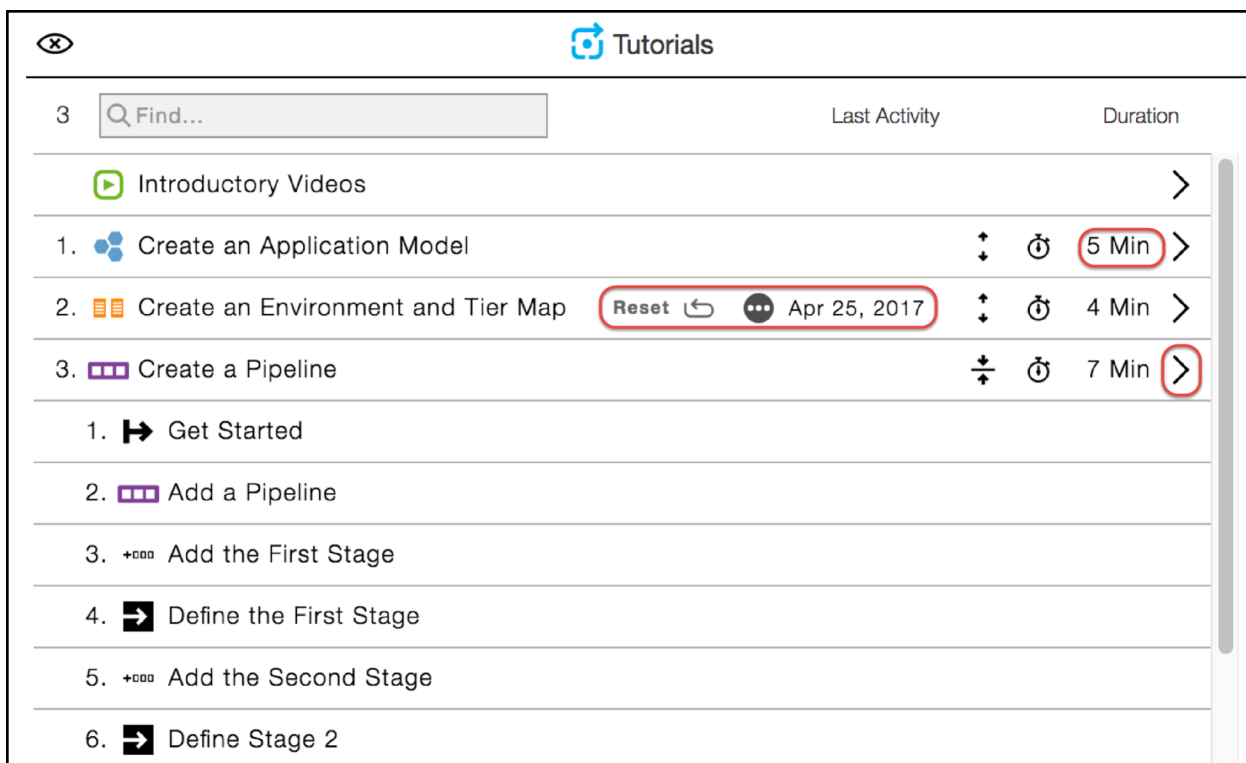 Tutorials
3 Find... Last Activity Duration
Introductory Videos
1. Create an Application Model 5 Min
2. Create an Environment and Tier Map Reset Apr 25, 2017 4 Min
3. Create a Pipeline 7 Min
1. Get Started
2. Add a Pipeline
3. Add the First Stage
4. Define the First Stage
5. Add the Second Stage
6. Define Stage 2